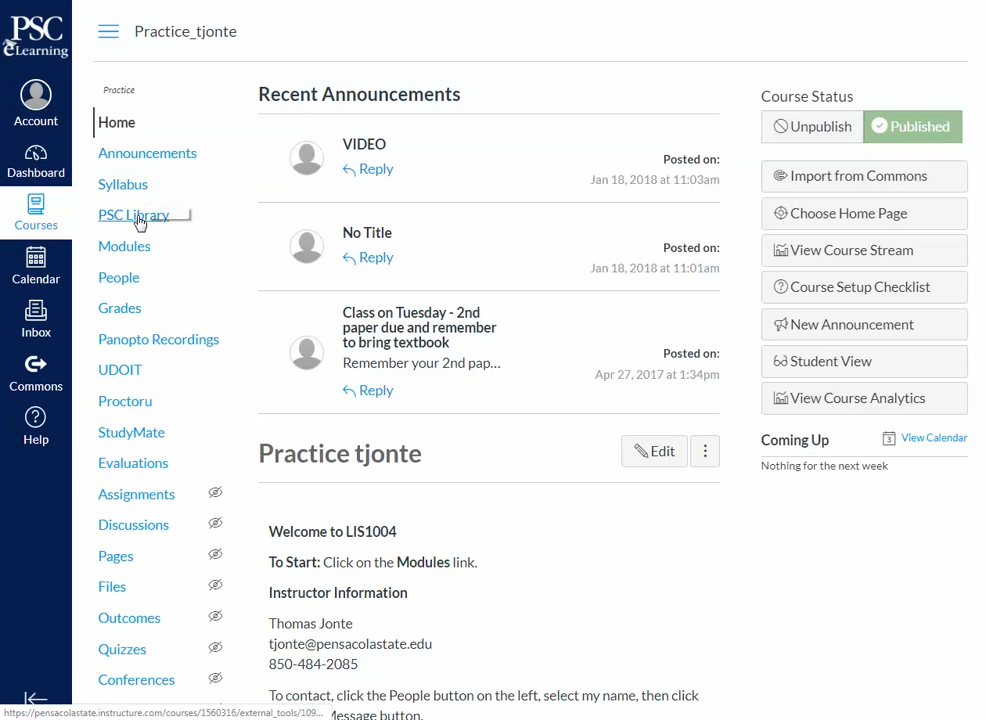 PSC
eLearning
Account
Dashboard
Courses
Calendar
Inbox
Commons
Help
Practice_tjonte
Practice
Home
Announcements
Syllabus
PSC Library
Modules
People
Grades
Panopto Recordings
UDOIT
Proctoru
StudyMate
Evaluations
Assignments
Discussions
Pages
Files
Outcomes
Quizzes
Conferences
Recent Announcements
VIDEO
Reply
Posted on:
Jan 18, 2018 at 11:03am
No Title
Reply
Posted on:
Jan 18, 2018 at 11:01am
Class on Tuesday - 2nd
paper due and remember
to bring textbook
Remember your 2nd pap...
Reply
Posted on:
Apr 27, 2017 at 1:34pm
Practice tjonte
Edit
Welcome to LIS1004
To Start: Click on the Modules link.
Instructor Information
Thomas Jonte
tjonte@pensacolastate.edu
850-484-2085
To contact, click the People button on the left, select my name, then click
Message button.
Course Status
Unpublish
Published
Import from Commons
Choose Home Page
View Course Stream
Course Setup Checklist
New Announcement
Student View
View Course Analytics
Coming Up
3
View Calendar
Nothing for the next week
https://pensacolastate.instructure.com/courses/1560316/external_tools/109...